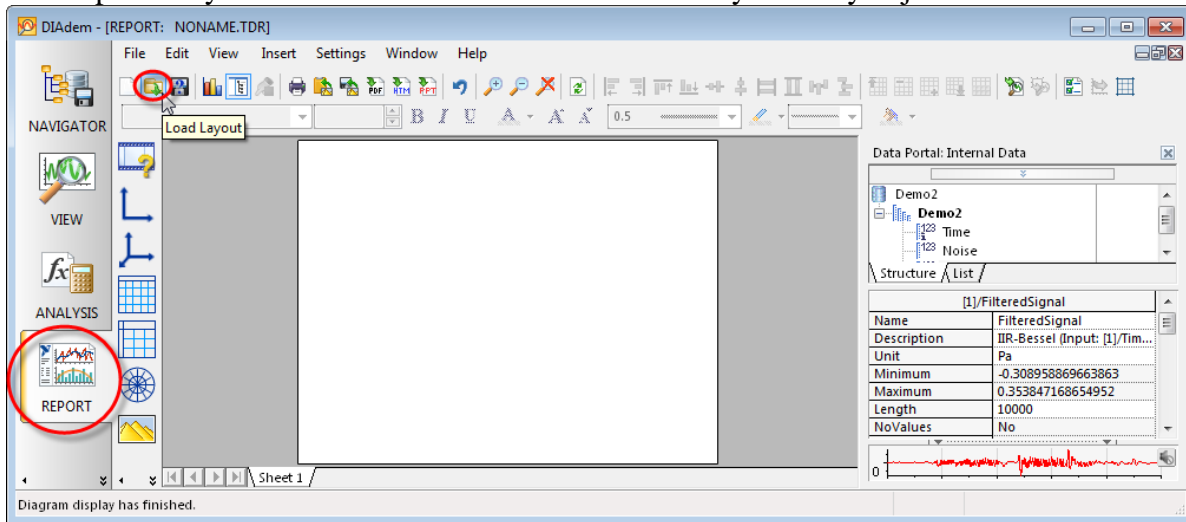 DIAdem - [REPORT: NONAME.TDR]
File Edit View Insert Settings Window Help
PDF HTM PPT
NAVIGATOR
B I U A A A 0.5
Load Layout
Data Portal: Internal Data
Demo2
Demo2
Time
Noise
Structure List
VIEW
ANALYSIS
REPORT
[1]/FilteredSignal
Name FilteredSignal
Description IIR-Bessel (Input: [1]/Tim...
Unit Pa
Minimum -0.308958869663863
Maximum 0.353847168654952
Length 10000
NoValues No
0
Sheet 1
Diagram display has finished.